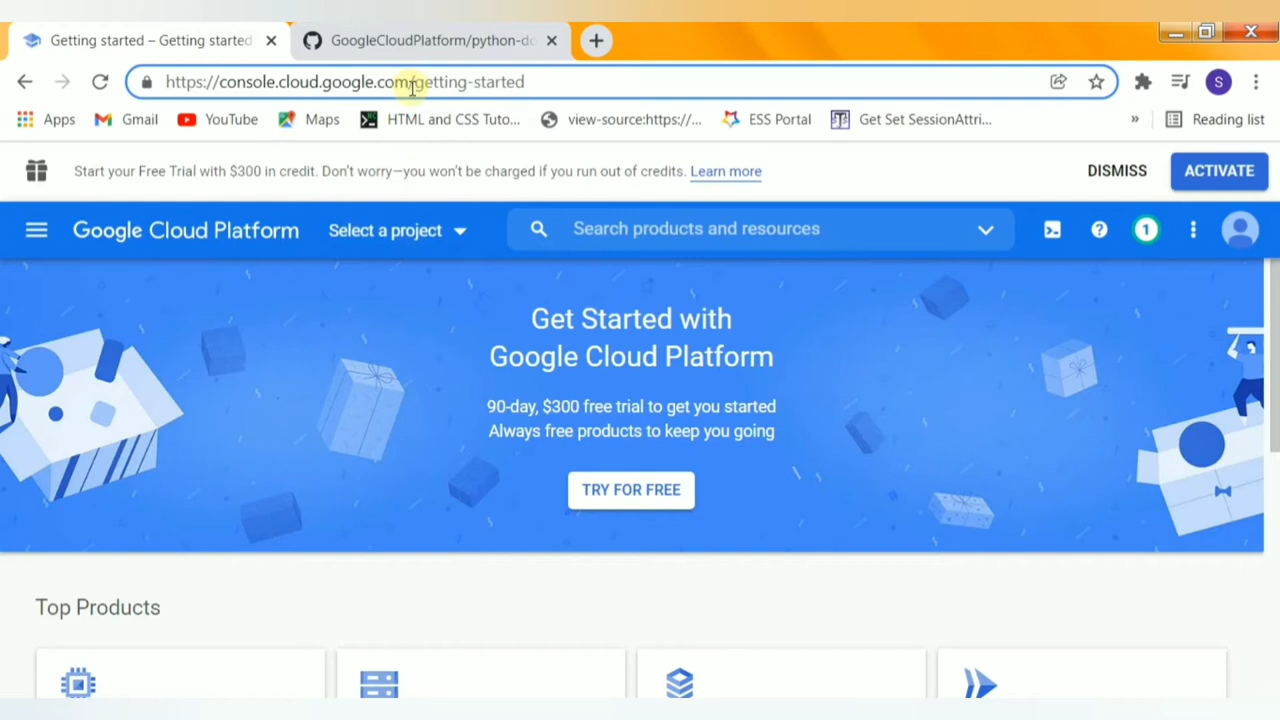 Getting started – Getting started
GoogleCloudPlatform/python-do
https://console.cloud.google.com/getting-started
S
Apps
Gmail
YouTube
Maps
HTML and CSS Tuto...
view-source:https://...
ESS Portal
Get Set SessionAttri...
»
Reading list
Start your Free Trial with $300 in credit. Don't worry—you won't be charged if you run out of credits. Learn more
DISMISS
ACTIVATE
Google Cloud Platform
Select a project
Search products and resources
1
Get Started with
Google Cloud Platform
90-day, $300 free trial to get you started
Always free products to keep you going
TRY FOR FREE
Top Products